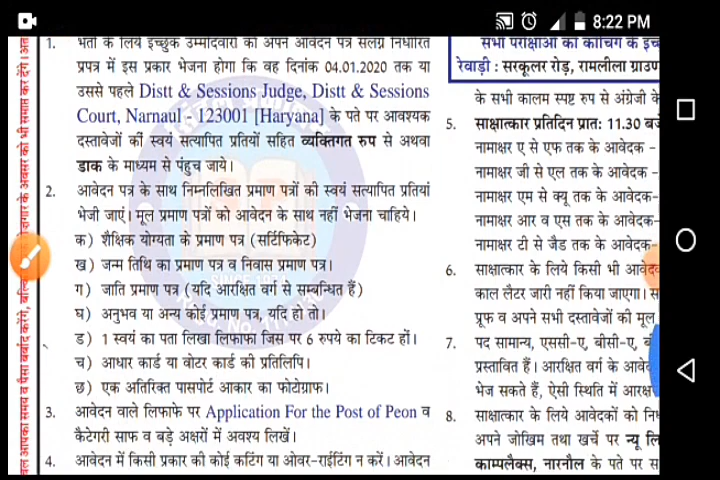 8:22 PM
1. भर्ती के लिये इच्छुक उम्मीदवारों को अपने आवेदन पत्र संलग्न निर्धारित
प्रपत्र में इस प्रकार भेजना होगा कि वह दिनांक 04.01.2020 तक या
उससे पहले Distt & Sessions Judge, Distt & Sessions
Court, Narnaul - 123001 [Haryana] के पते पर आवश्यक
दस्तावेजों की स्वयं सत्यापित प्रतियों सहित व्यक्तिगत रुप से अथवा
डाक के माध्यम से पंहुच जाये।
2. आवेदन पत्र के साथ निम्नलिखित प्रमाण पत्रों की स्वयं सत्यापित प्रतियां
भेजी जाएं। मूल प्रमाण पत्रों को आवेदन के साथ नहीं भेजना चाहिये।
क) शैक्षिक योग्यता के प्रमाण पत्र (सर्टिफिकेट)
ख) जन्म तिथि का प्रमाण पत्र व निवास प्रमाण पत्र।
ग) जाति प्रमाण पत्र (यदि आरक्षित वर्ग से सम्बन्धित हैं)
घ) अनुभव या अन्य कोई प्रमाण पत्र, यदि हो तो।
ड) 1 स्वयं का पता लिखा लिफाफा जिस पर 6 रुपये का टिकट हों।
च) आधार कार्ड या वोटर कार्ड की प्रतिलिपि।
छ) एक अतिरिक्त पासपोर्ट आकार का फोटोग्राफ।
3. आवेदन वाले लिफाफे पर Application For the Post of Peon व
कैटेगरी साफ व बड़े अक्षरों में अवश्य लिखें।
4. आवेदन में किसी प्रकार की कोई कटिंग या ओवर-राईटिंग न करें। आवेदन
सभी परीक्षाओं की कोचिंग के इच्
रेवाड़ी : सरकूलर रोड़, रामलीला ग्राउण
के सभी कालम स्पष्ट रुप से अंग्रेजी के
5. साक्षात्कार प्रतिदिन प्रात: 11.30 बजे
नामाक्षर ए से एफ तक के आवेदक -
नामाक्षर जी से एल तक के आवेदक -
नामाक्षर एम से क्यू तक के आवेदक-
नामाक्षर आर व एस तक के आवेदक-
नामाक्षर टी से जैड तक के आवेदक-
6. साक्षात्कार के लिये किसी भी आवेदक
काल लैटर जारी नहीं किया जाएगा। स
प्रूफ व अपने सभी दस्तावेजों की मूल
7. पद सामान्य, एससी-ए, बीसी-ए, बी
प्रस्तावित हैं। आरक्षित वर्ग के आवे
भेज सकते हैं, ऐसी स्थिति में आरक्ष
8. साक्षात्कार के लिये आवेदकों को नि
अपने जोखिम तथा खर्चे पर न्यू लि
काम्पलैक्स, नारनौल के पते पर स